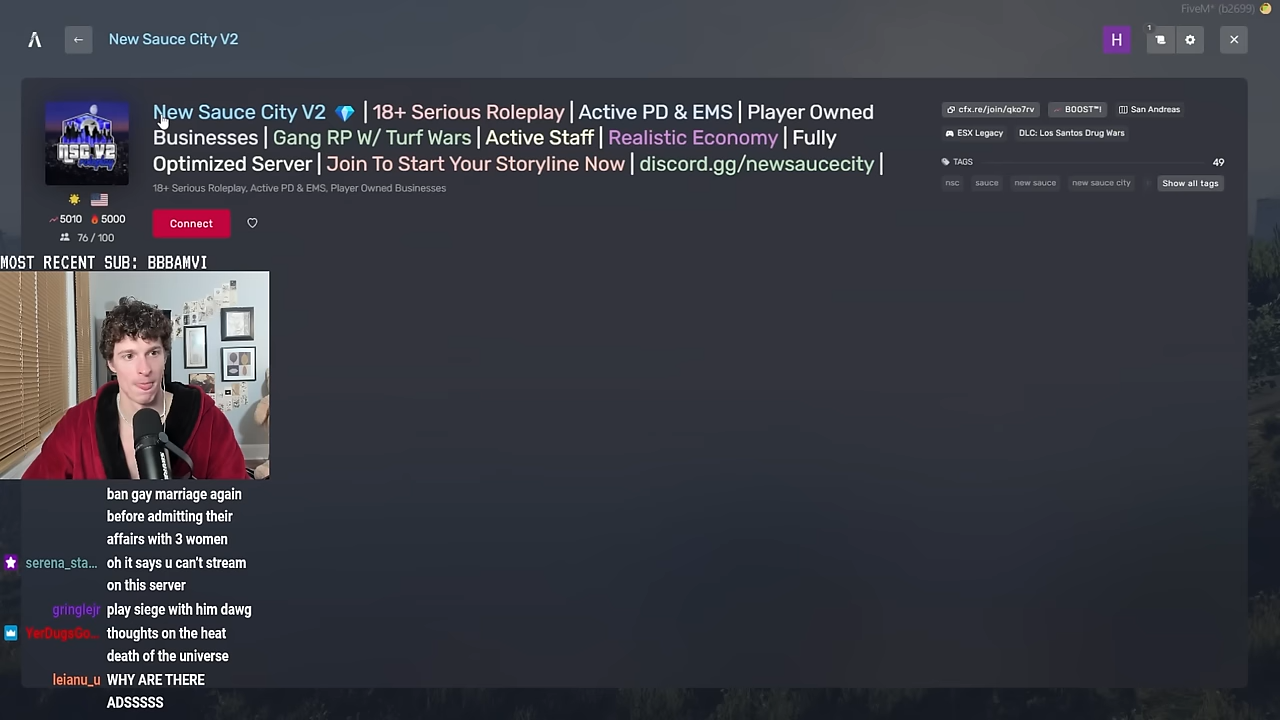 FiveM* (b2699)
New Sauce City V2
H
1
New Sauce City V2 💎 | 18+ Serious Roleplay | Active PD & EMS | Player Owned
Businesses | Gang RP W/ Turf Wars | Active Staff | Realistic Economy | Fully
Optimized Server | Join To Start Your Storyline Now | discord.gg/newsaucecity |
18+ Serious Roleplay, Active PD & EMS, Player Owned Businesses
NSC V2
5010 5000
76 / 100
Connect
cfx.re/join/qko7rv BOOST™! San Andreas
ESX Legacy DLC: Los Santos Drug Wars
TAGS 49
nsc sauce new sauce new sauce city Show all tags
MOST RECENT SUB: BBBAMVI
ban gay marriage again
before admitting their
affairs with 3 women
serena_sta... oh it says u can't stream
on this server
gringlejr play siege with him dawg
YerDugsGo... thoughts on the heat
death of the universe
leianu_u WHY ARE THERE
ADSSSSS